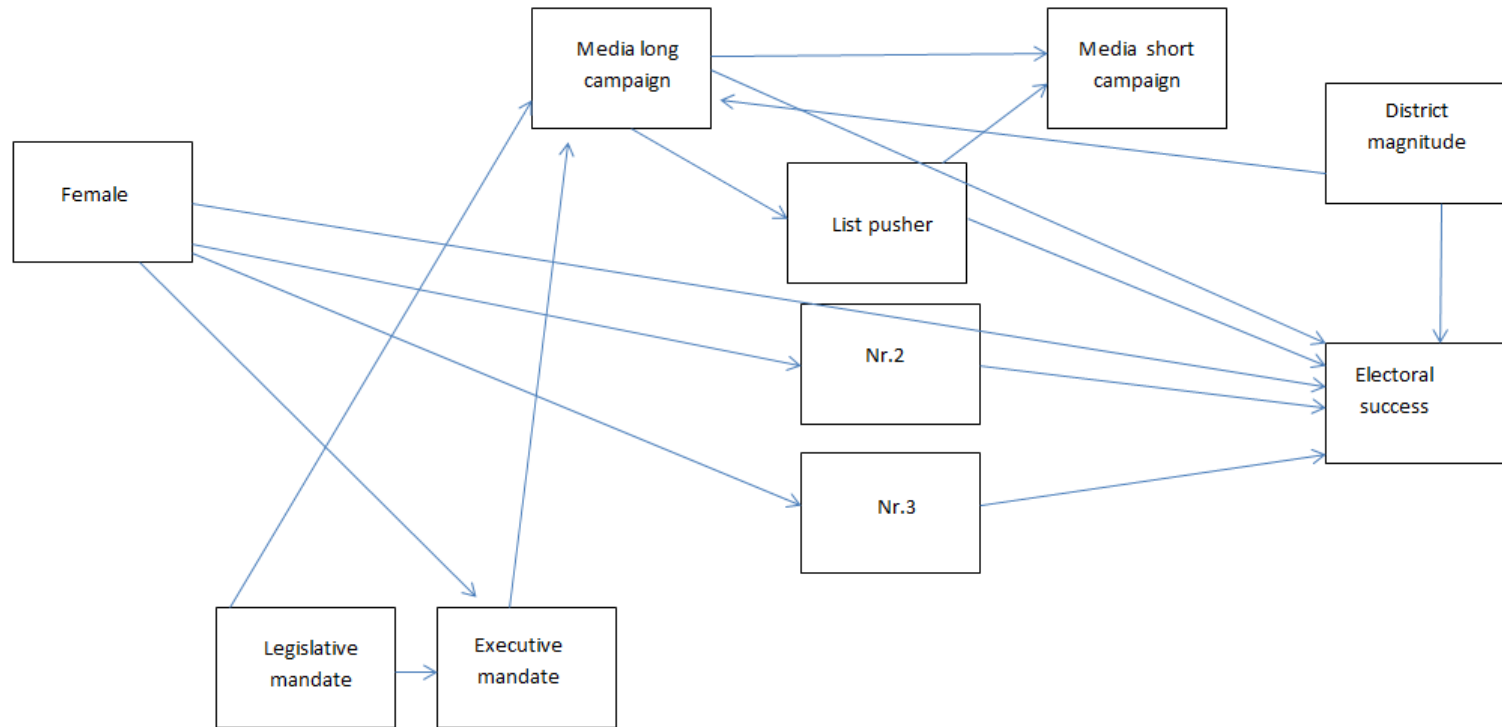 Media long
campaign
Media short
campaign
District
magnitude
Female
List pusher
Nr.2
Electoral
success
Nr.3
Legislative
mandate
Executive
mandate